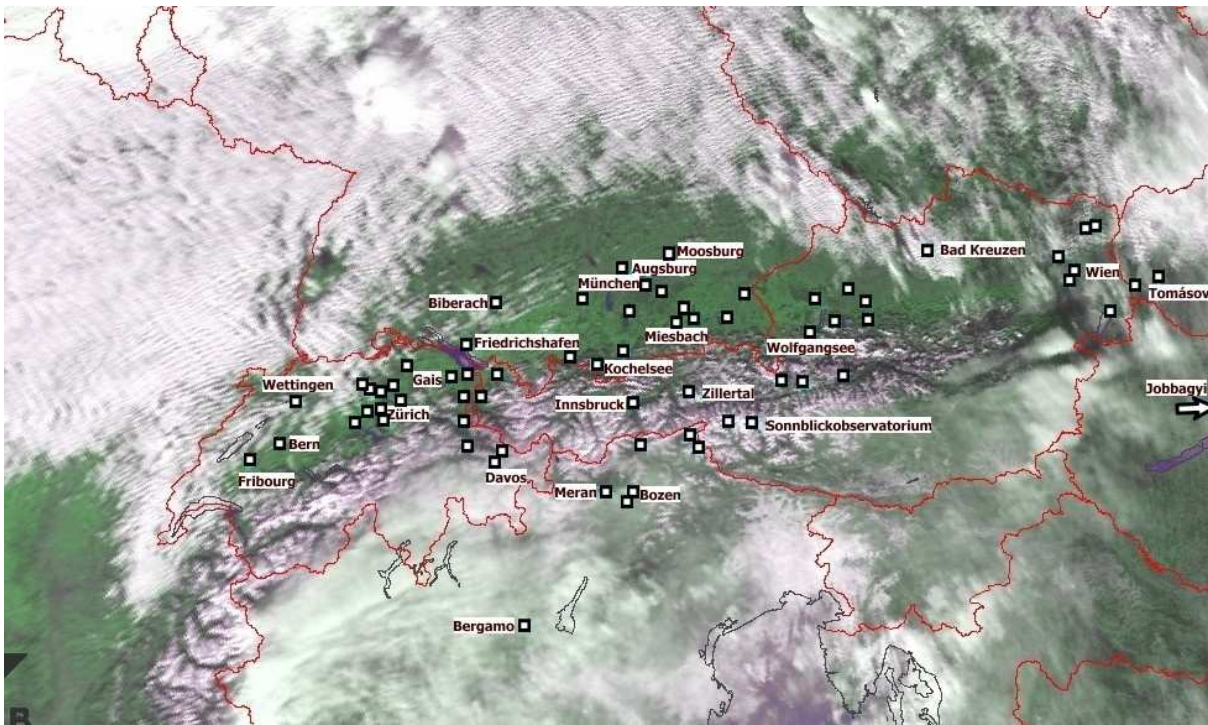 Moosburg
Bad Kreuzen
Augsburg
Wien
München
Tomásov
Biberach
Miesbach
Friedrichshafen
Wolfgangsee
Kochelsee
Gais
Wettingen
Jobbagyi
Zillertal
Innsbruck
Zürich
Sonnblickobservatorium
Bern
Davos
Fribourg
Meran
Bozen
Bergamo
B